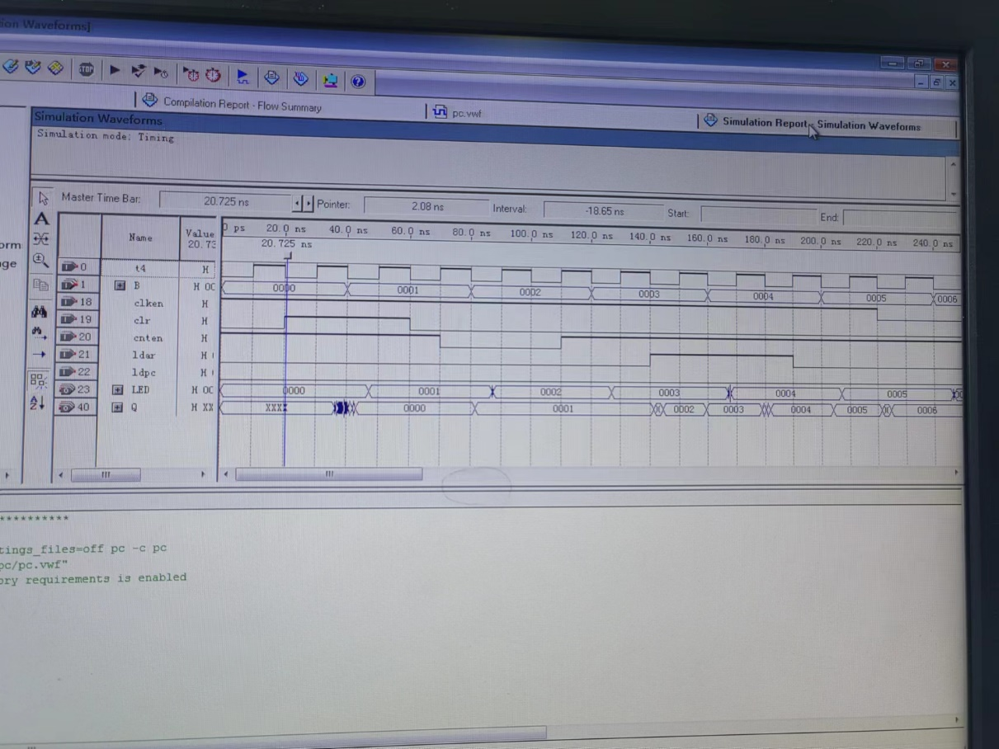 ion Waveforms]
STOP
Compilation Report - Flow Summary
pc.vwf
Simulation Report - Simulation Waveforms
Simulation Waveforms
Simulation mode: Timing
Master Time Bar: 20.725 ns Pointer: 2.08 ns Interval: -18.65 ns Start: End:
orm
ge
A
Name
Value
20.73
0 ps 20.0 ns 40.0 ns 60.0 ns 80.0 ns 100.0 ns 120.0 ns 140.0 ns 160.0 ns 180.0 ns 200.0 ns 220.0 ns 240.0 ns
20.725 ns
0 t4 H
1 B H 00 0000 0001 0002 0003 0004 0005 0006
18 clken H
19 clr H
20 cnten H
21 ldar H
22 ldpc H
23 LED H 00 0000 0001 0002 0003 0004 0005
40 Q H XX XXXX 0000 0001 0002 0003 0004 0005 0006
**********
tings_files=off pc -c pc
pc/pc.vwf"
ory requirements is enabled